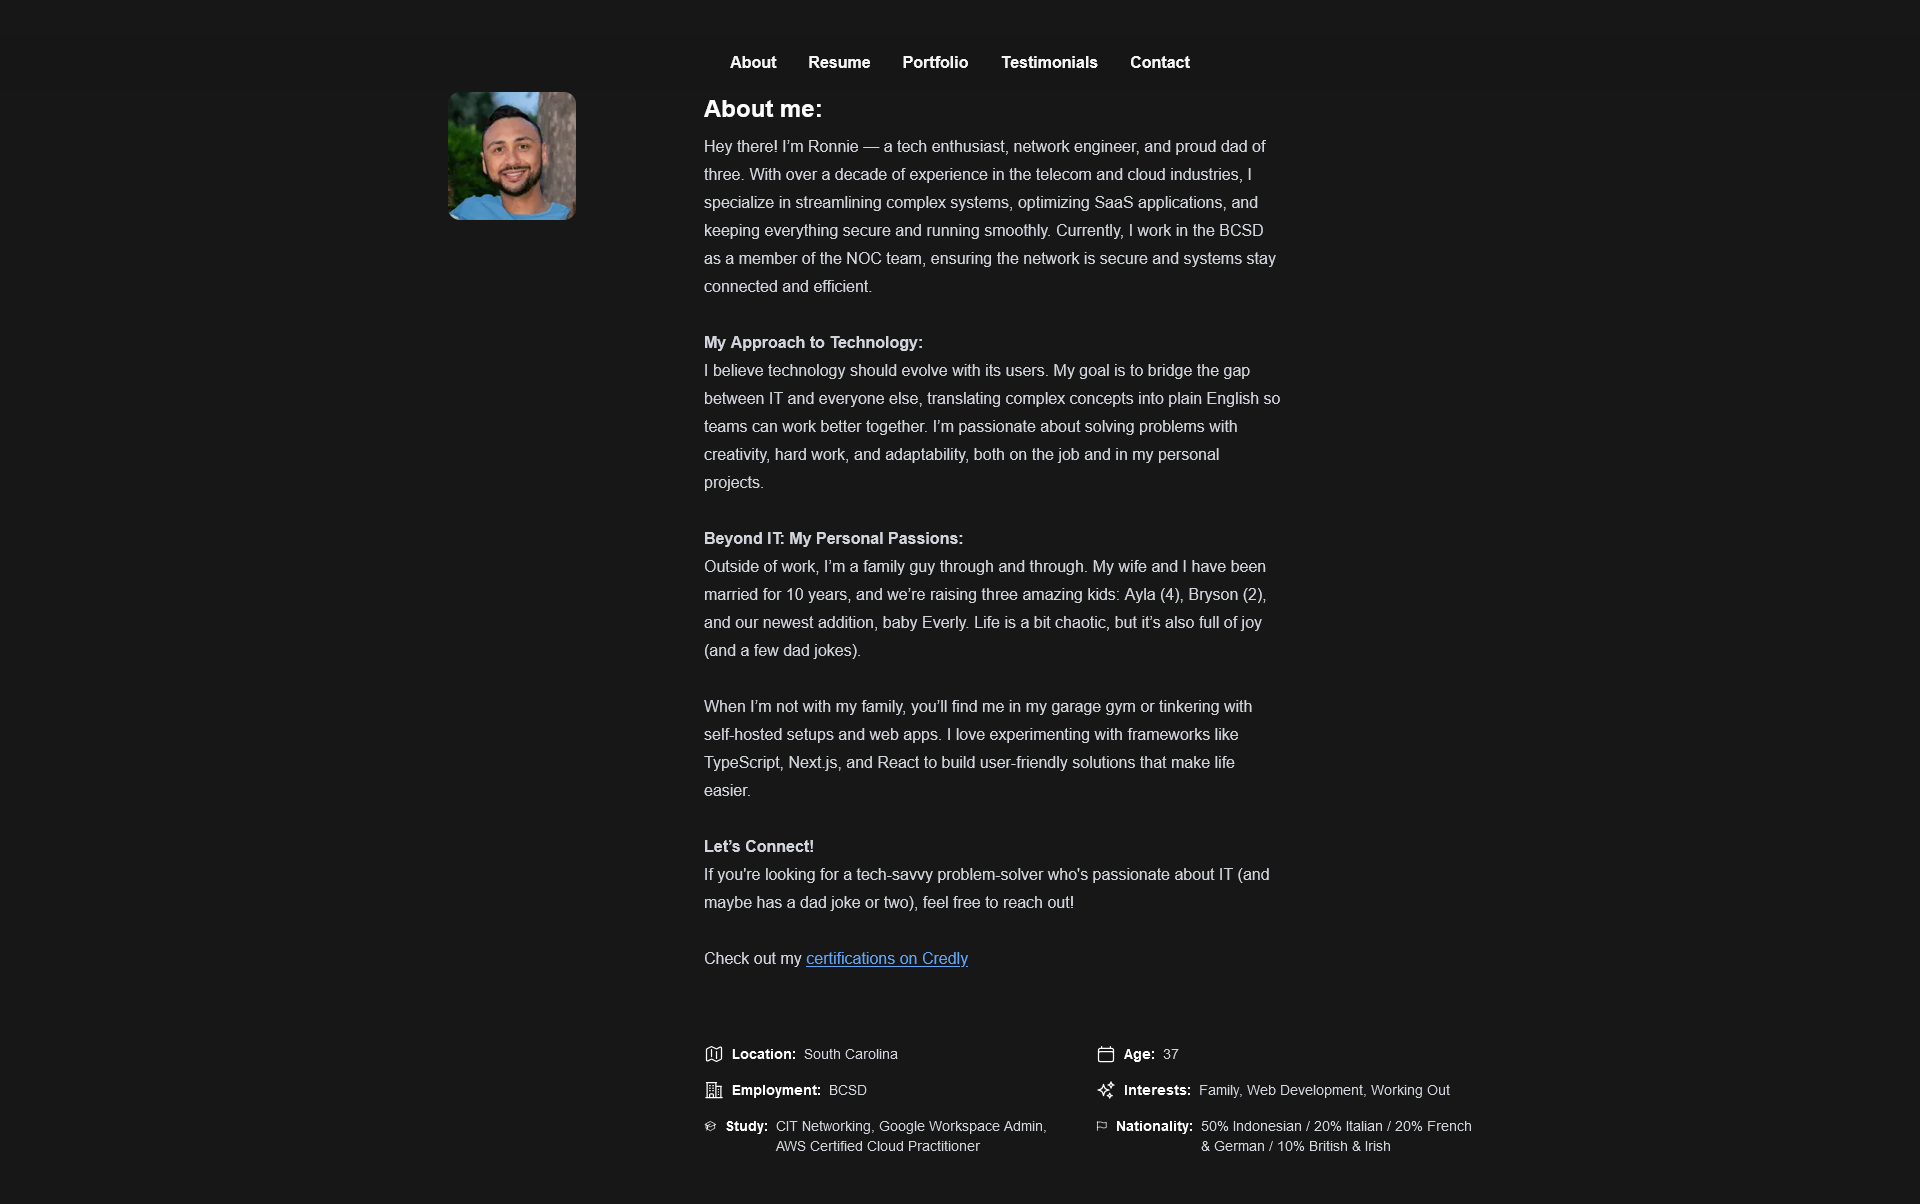 About Resume Portfolio Testimonials Contact
About me:
Hey there! I’m Ronnie — a tech enthusiast, network engineer, and proud dad of
three. With over a decade of experience in the telecom and cloud industries, I
specialize in streamlining complex systems, optimizing SaaS applications, and
keeping everything secure and running smoothly. Currently, I work in the BCSD
as a member of the NOC team, ensuring the network is secure and systems stay
connected and efficient.
My Approach to Technology:
I believe technology should evolve with its users. My goal is to bridge the gap
between IT and everyone else, translating complex concepts into plain English so
teams can work better together. I’m passionate about solving problems with
creativity, hard work, and adaptability, both on the job and in my personal
projects.
Beyond IT: My Personal Passions:
Outside of work, I’m a family guy through and through. My wife and I have been
married for 10 years, and we’re raising three amazing kids: Ayla (4), Bryson (2),
and our newest addition, baby Everly. Life is a bit chaotic, but it’s also full of joy
(and a few dad jokes).
When I’m not with my family, you’ll find me in my garage gym or tinkering with
self-hosted setups and web apps. I love experimenting with frameworks like
TypeScript, Next.js, and React to build user-friendly solutions that make life
easier.
Let’s Connect!
If you're looking for a tech-savvy problem-solver who's passionate about IT (and
maybe has a dad joke or two), feel free to reach out!
Check out my certifications on Credly
Location: South Carolina
Age: 37
Employment: BCSD
Interests: Family, Web Development, Working Out
Study: CIT Networking, Google Workspace Admin,
AWS Certified Cloud Practitioner
Nationality: 50% Indonesian / 20% Italian / 20% French
& German / 10% British & Irish